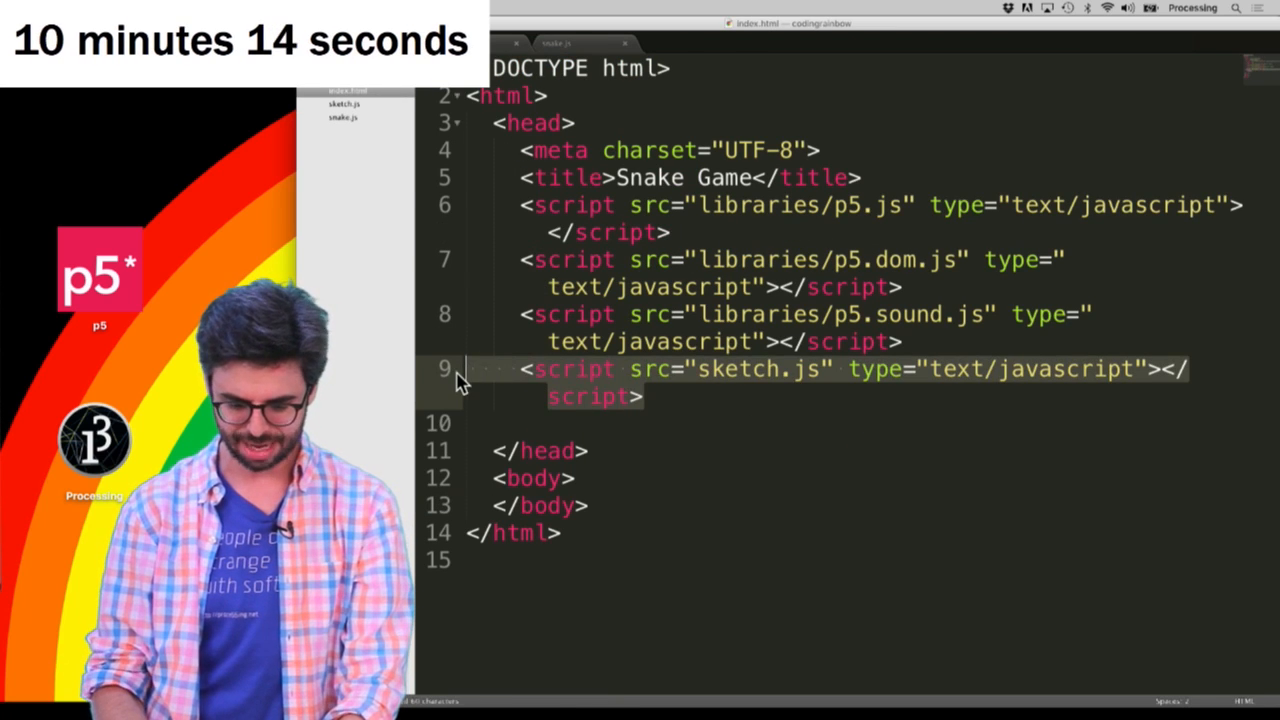 10 minutes 14 seconds
Processing
index.html — codingrainbow
snake.js
index.html
sketch.js
snake.js
DOCTYPE html>
2 <html>
3 <head>
4 <meta charset="UTF-8">
5 <title>Snake Game</title>
6 <script src="libraries/p5.js" type="text/javascript">
</script>
7 <script src="libraries/p5.dom.js" type="
text/javascript"></script>
8 <script src="libraries/p5.sound.js" type="
text/javascript"></script>
9 <script src="sketch.js" type="text/javascript"></
script>
10
11 </head>
12 <body>
13 </body>
14 </html>
15
p5*
p5
Processing
with soft
characters
Spaces: 2
HTML